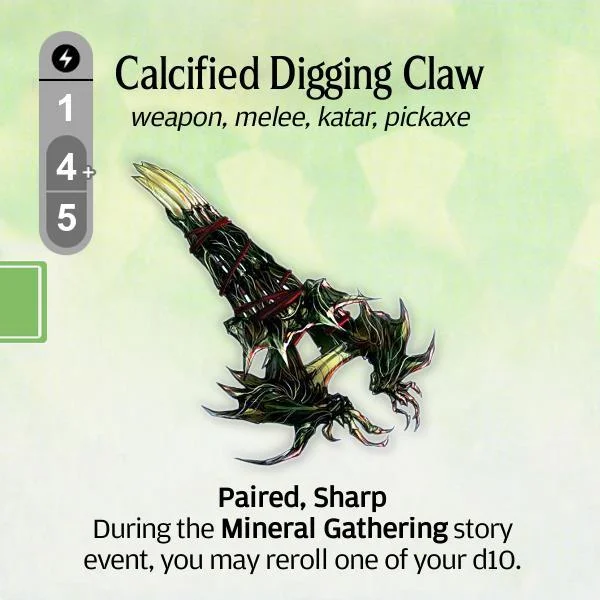 Calcified Digging Claw
weapon, melee, katar, pickaxe
1
4+
5
Paired, Sharp
During the Mineral Gathering story
event, you may reroll one of your d10.